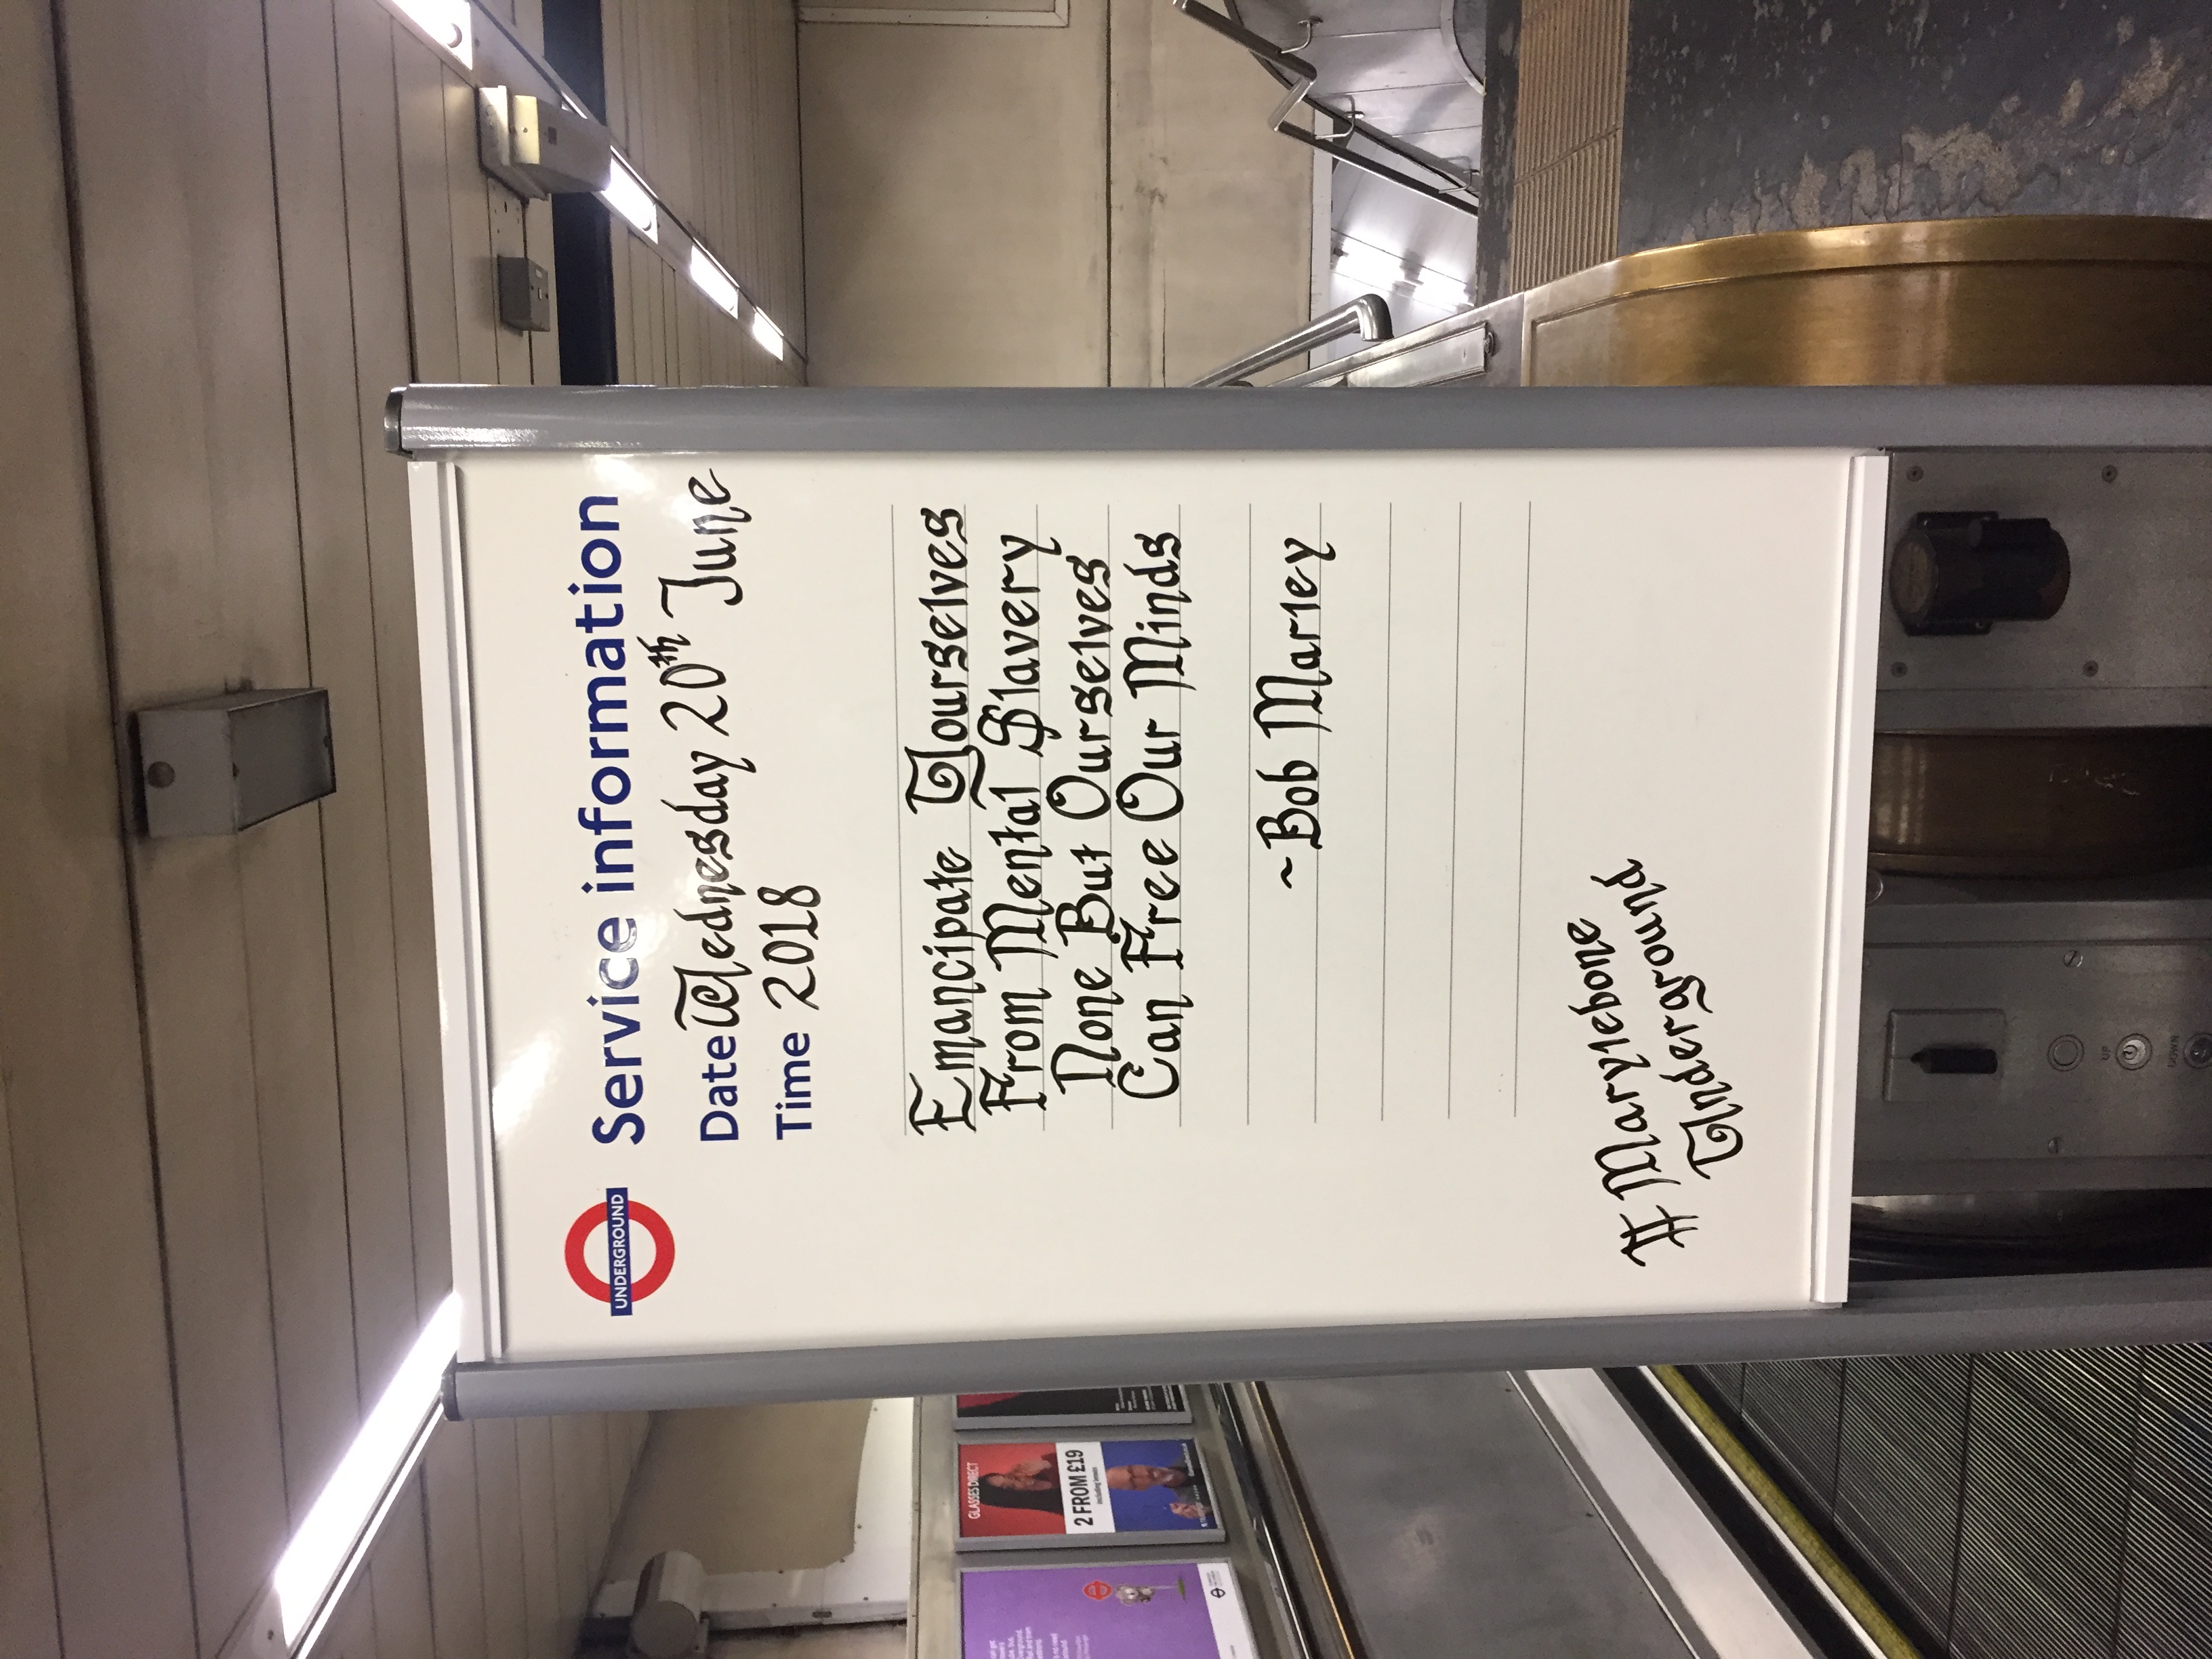 UNDERGROUND
Service information
Date Wednesday 20th June
Time 2018
Emancipate Yourselves
From Mental Slavery
None But Ourselves
Can Free Our Minds
~Bob Marley
#Marylebone
Underground
GLASSES DIRECT
2 FROM £19
including lenses
UP
DOWN